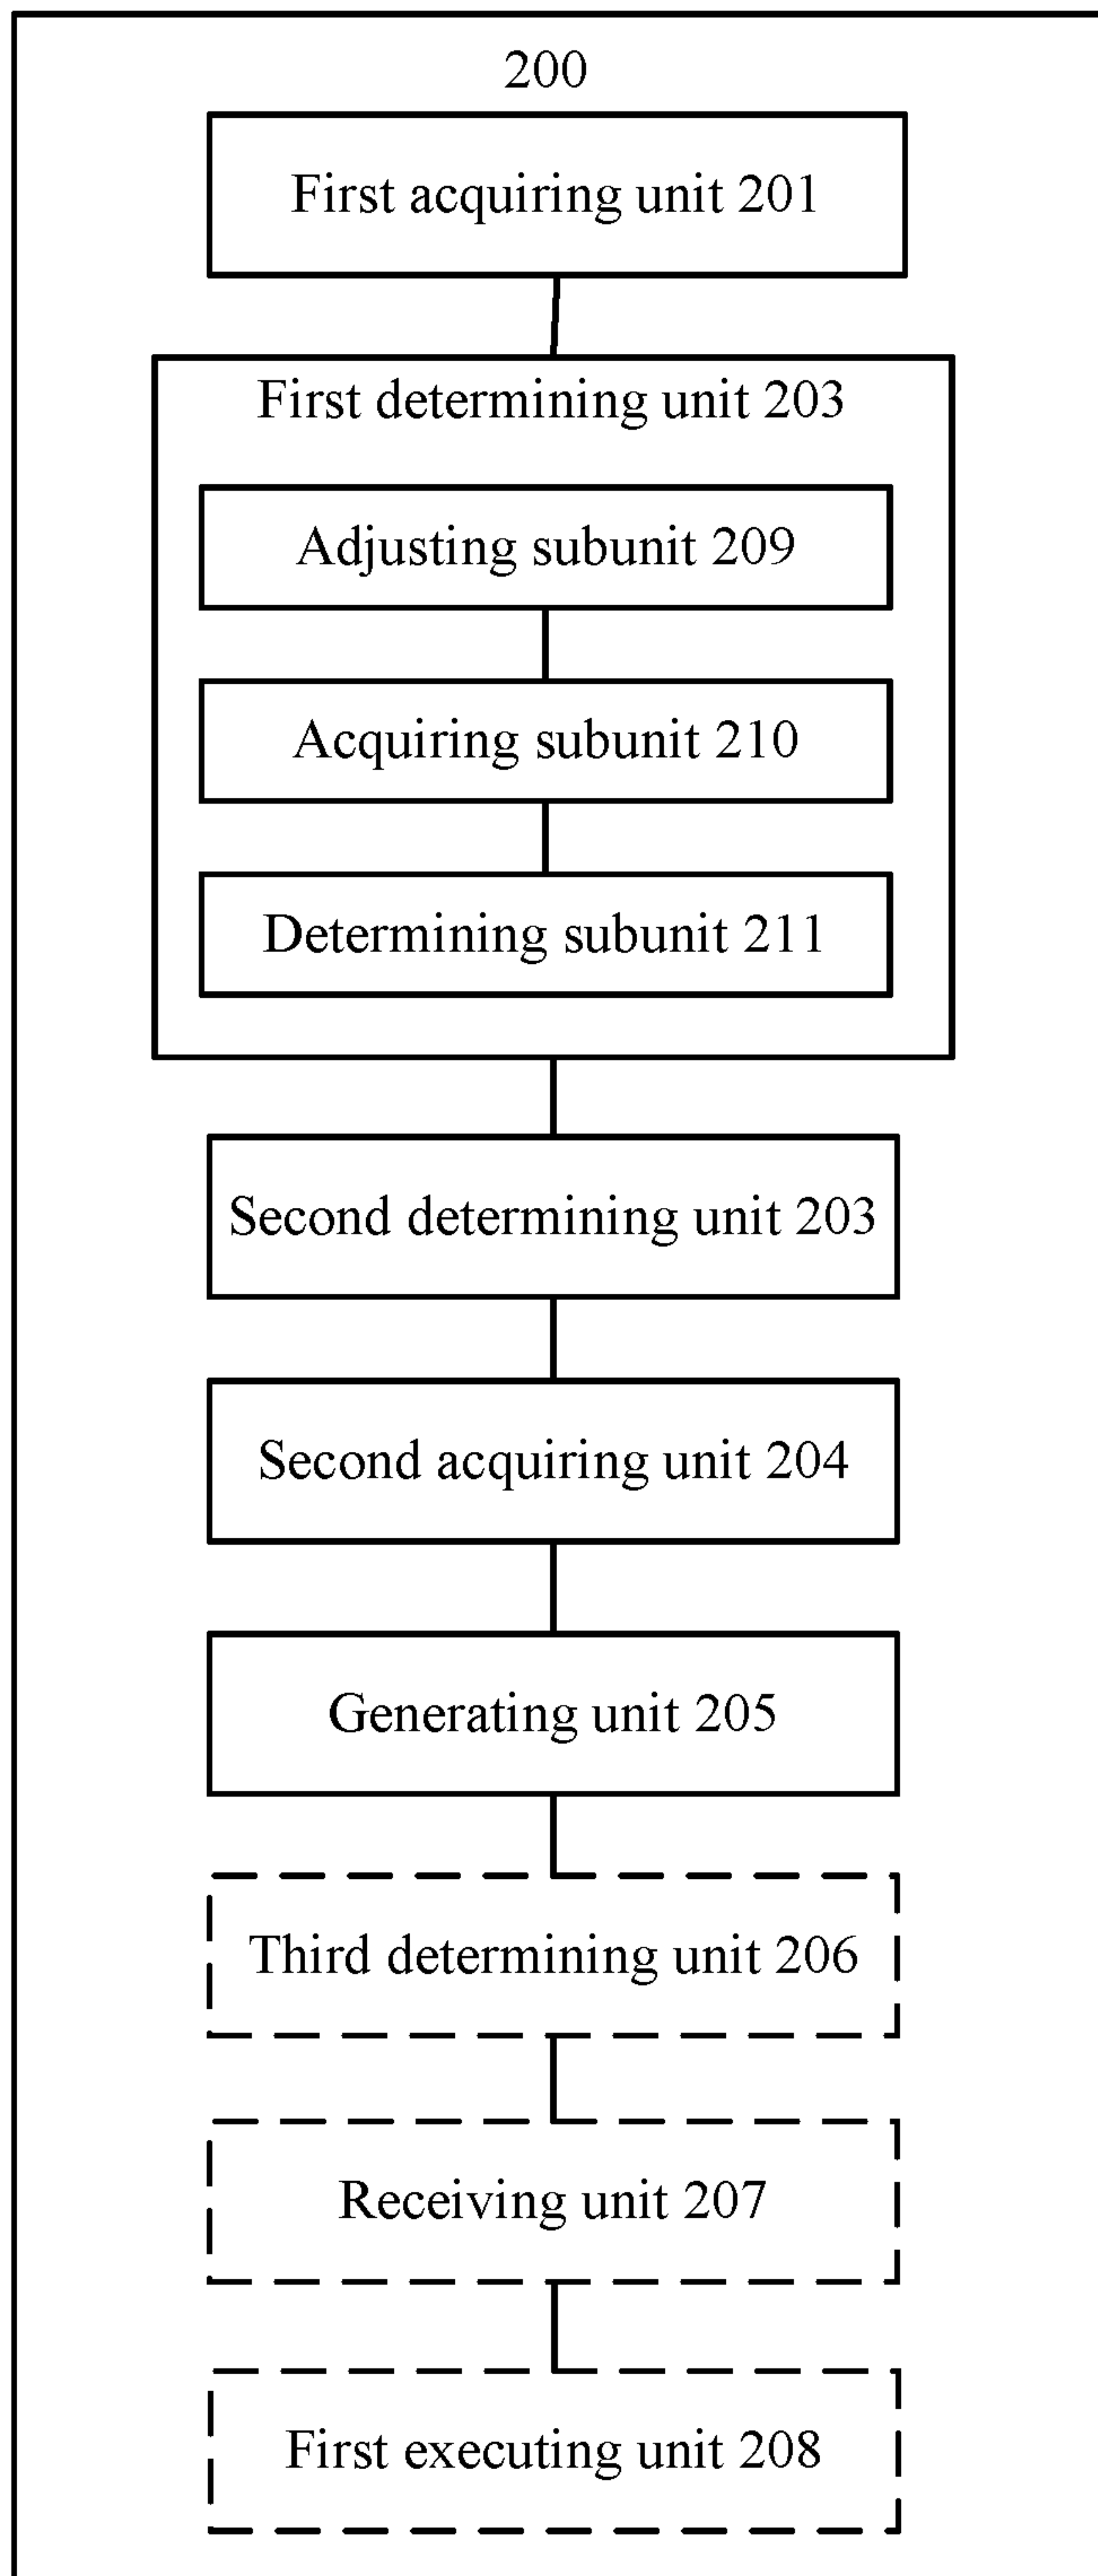 200
First acquiring unit 201
First determining unit 203
Adjusting subunit 209
Acquiring subunit 210
Determining subunit 211
Second determining unit 203
Second acquiring unit 204
Generating unit 205
Third determining unit 206
Receiving unit 207
First executing unit 208